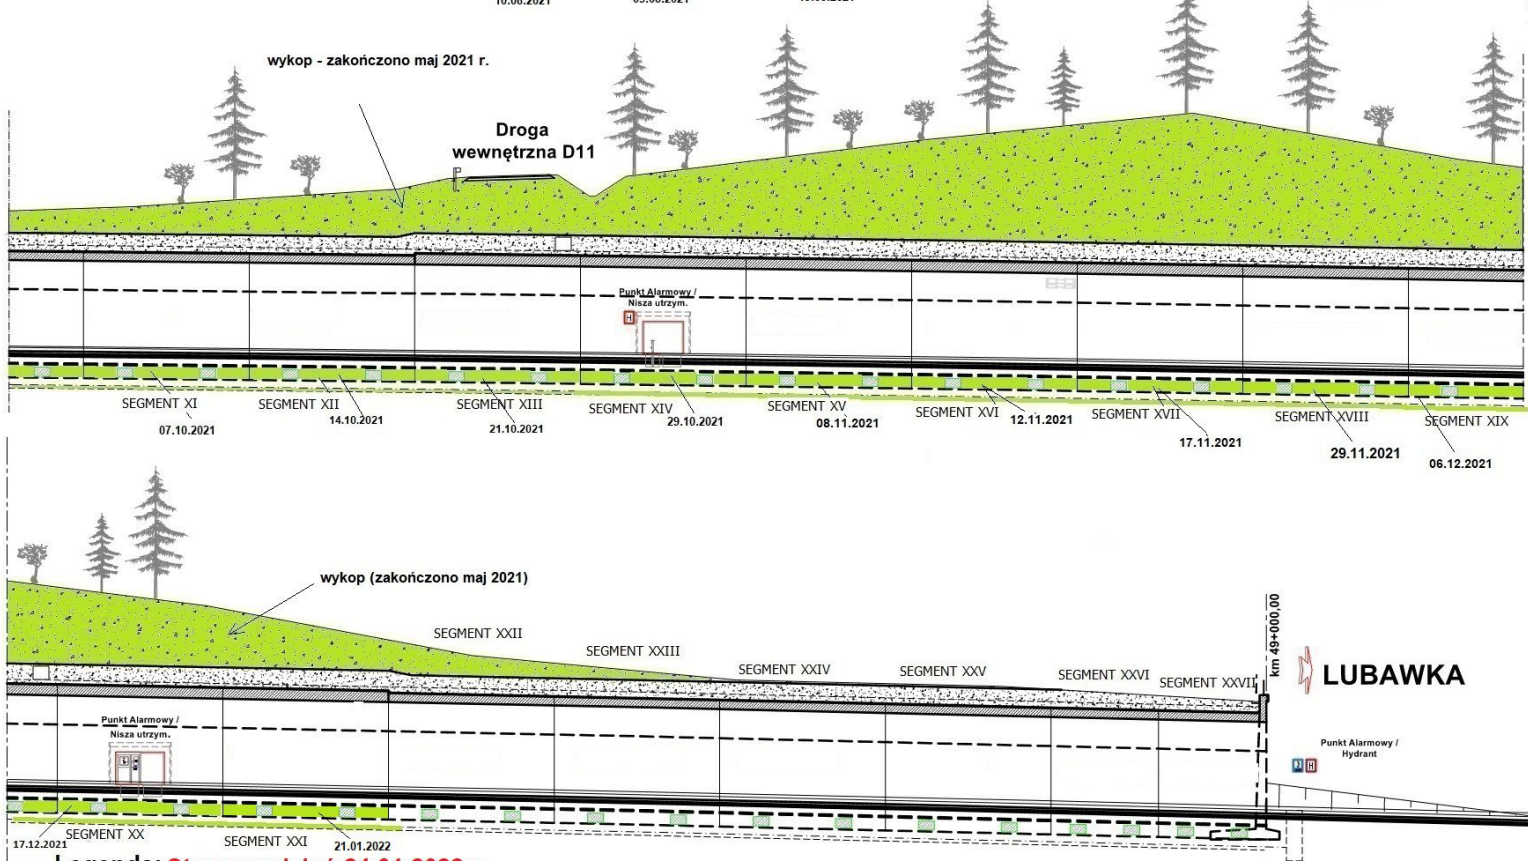 10.08.2021
wykop - zakończono maj 2021 r.
Droga
wewnętrzna D11
Punkt Alarmowy /
Nisza utrzym.
H
SEGMENT XI
SEGMENT XII
SEGMENT XIII
SEGMENT XIV
SEGMENT XV
SEGMENT XVI
SEGMENT XVII
SEGMENT XVIII
SEGMENT XIX
07.10.2021
14.10.2021
21.10.2021
29.10.2021
08.11.2021
12.11.2021
17.11.2021
29.11.2021
06.12.2021
wykop (zakończono maj 2021)
SEGMENT XXII
SEGMENT XXIII
SEGMENT XXIV
SEGMENT XXV
SEGMENT XXVI
SEGMENT XXVII
km 49+000,00
LUBAWKA
Punkt Alarmowy /
Nisza utrzym.
Punkt Alarmowy /
Hydrant
H
SEGMENT XX
SEGMENT XXI
17.12.2021
21.01.2022